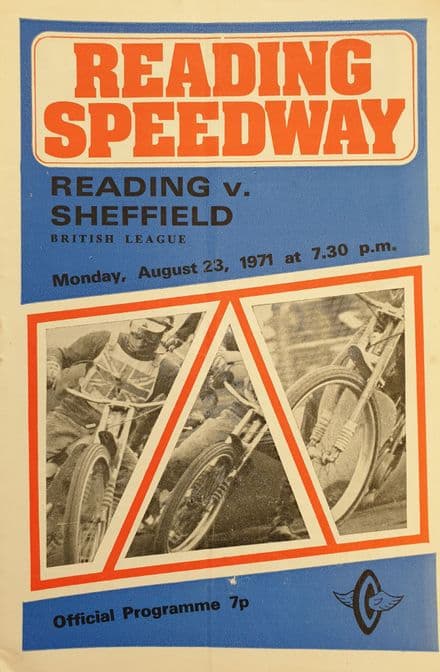 READING
SPEEDWAY
READING v.
SHEFFIELD
BRITISH LEAGUE
Monday, August 23, 1971 at 7.30 p.m.
Official Programme 7p